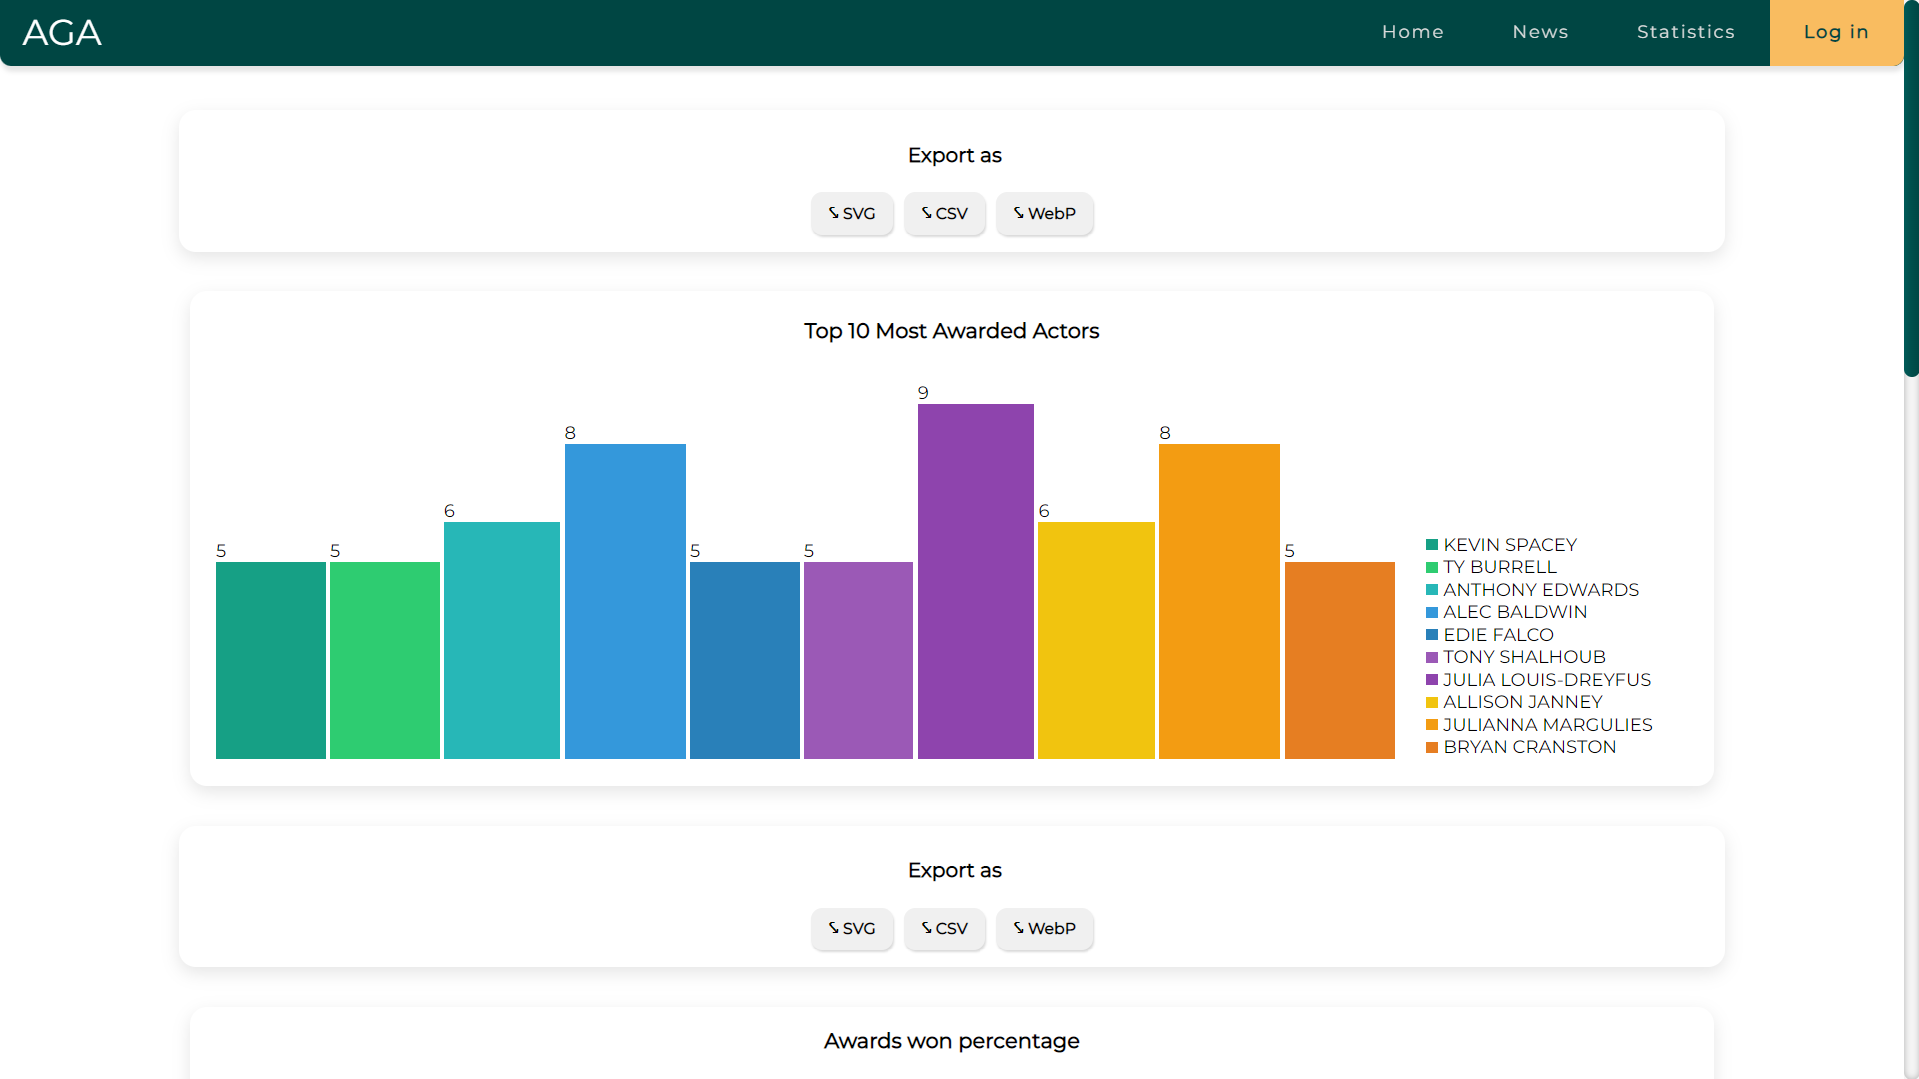 AGA
Home News Statistics Log in
Export as
SVG CSV WebP
Top 10 Most Awarded Actors
9
8 8
6 6
5 5 5 5 5
KEVIN SPACEY
TY BURRELL
ANTHONY EDWARDS
ALEC BALDWIN
EDIE FALCO
TONY SHALHOUB
JULIA LOUIS-DREYFUS
ALLISON JANNEY
JULIANNA MARGULIES
BRYAN CRANSTON
Export as
SVG CSV WebP
Awards won percentage